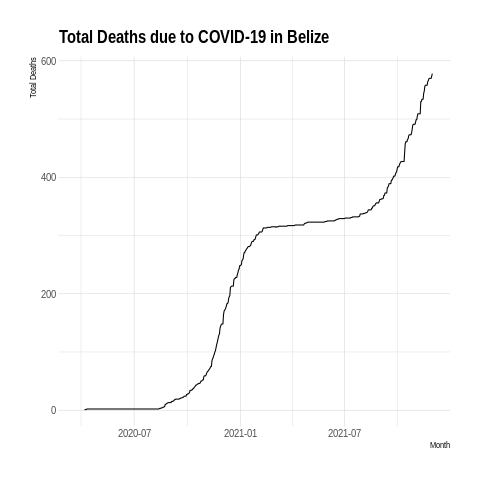 Total Deaths due to COVID-19 in Belize
Total Deaths
600
400
200
0
2020-07
2021-01
2021-07
Month